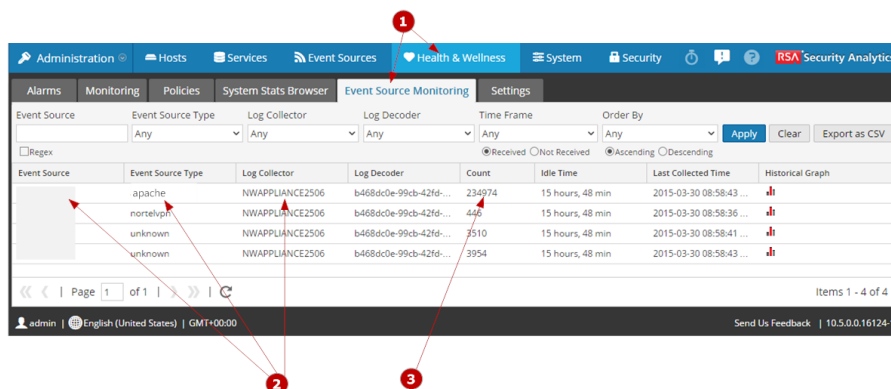 1
Administration Hosts Services Event Sources Health & Wellness System Security RSA Security Analytics
Alarms Monitoring Policies System Stats Browser Event Source Monitoring Settings
Event Source Event Source Type Log Collector Log Decoder Time Frame Order By
Any Any Any Any Any Apply Clear Export as CSV
Regex Received Not Received Ascending Descending
Event Source Event Source Type Log Collector Log Decoder Count Idle Time Last Collected Time Historical Graph
apache NWAPPLIANCE2506 b468dc0e-99cb-42fd-... 234974 15 hours, 48 min 2015-03-30 08:58:43 ...
nortelvpn NWAPPLIANCE2506 b468dc0e-99cb-42fd-... 446 15 hours, 48 min 2015-03-30 08:58:36 ...
unknown NWAPPLIANCE2506 b468dc0e-99cb-42fd-... 3510 15 hours, 48 min 2015-03-30 08:58:41 ...
unknown NWAPPLIANCE2506 b468dc0e-99cb-42fd-... 3954 15 hours, 48 min 2015-03-30 08:58:43 ...
Page 1 of 1 Items 1 - 4 of 4
admin | English (United States) | GMT+00:00 Send Us Feedback | 10.5.0.0.16124-
2 3